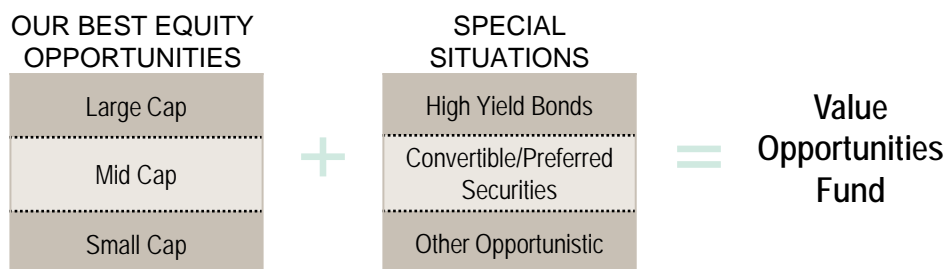 OUR BEST EQUITY
OPPORTUNITIES
Large Cap
Mid Cap
Small Cap
+
SPECIAL
SITUATIONS
High Yield Bonds
Convertible/Preferred
Securities
Other Opportunistic
=
Value
Opportunities
Fund